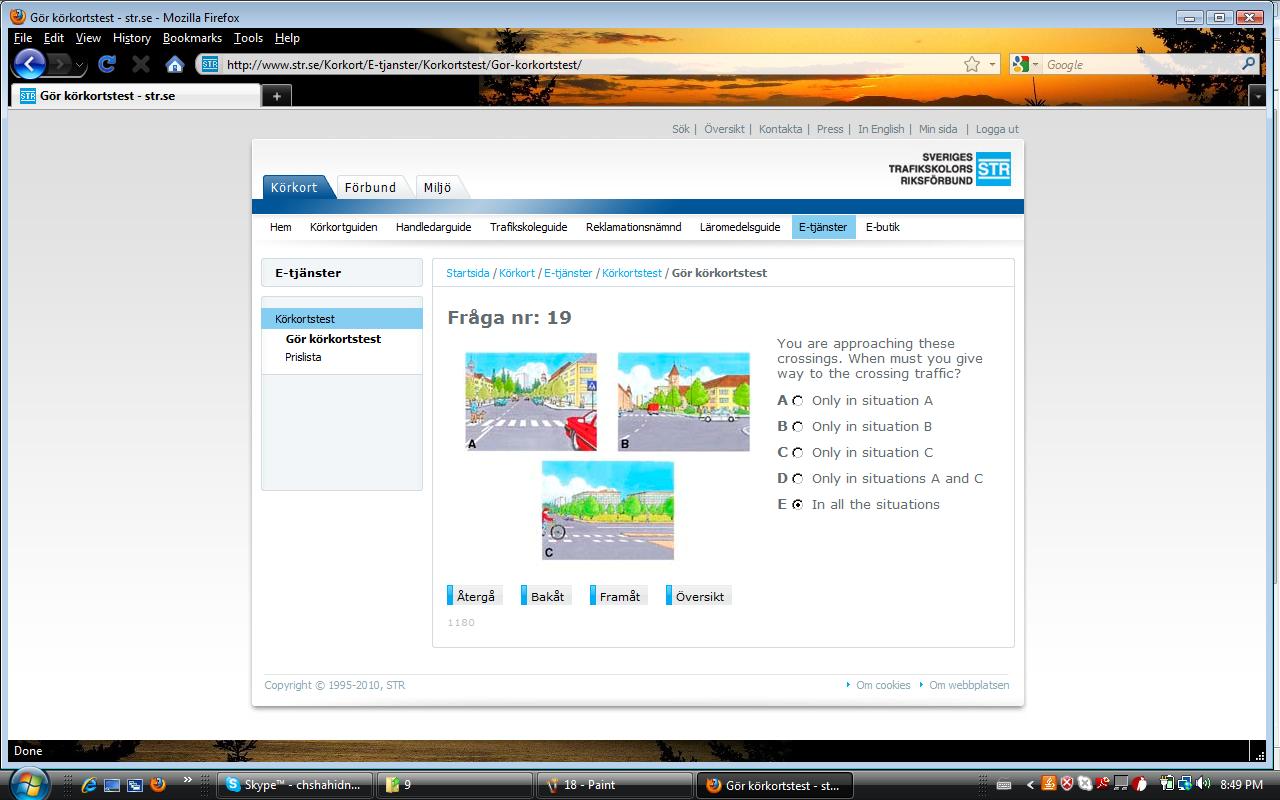 Gör körkortstest - str.se - Mozilla Firefox
File Edit View History Bookmarks Tools Help
http://www.str.se/Korkort/E-tjanster/Korkortstest/Gor-korkortstest/
Google
STR Gör körkortstest - str.se
Sök | Översikt | Kontakta | Press | In English | Min sida | Logga ut
SVERIGES
TRAFIKSKOLORS
RIKSFÖRBUND
STR
Körkort Förbund Miljö
Hem Körkortguiden Handledarguide Trafikskoleguide Reklamationsnämnd Läromedelsguide E-tjänster E-butik
E-tjänster
Körkortstest
Gör körkortstest
Prislista
Startsida / Körkort / E-tjänster / Körkortstest / Gör körkortstest
Fråga nr: 19
A
B
C
You are approaching these
crossings. When must you give
way to the crossing traffic?
A Only in situation A
B Only in situation B
C Only in situation C
D Only in situations A and C
E In all the situations
Återgå Bakåt Framåt Översikt
1180
Copyright © 1995-2010, STR
Om cookies Om webbplatsen
Done
Skype™ - chshahidn... 9 18 - Paint Gör körkortstest - st... 8:49 PM